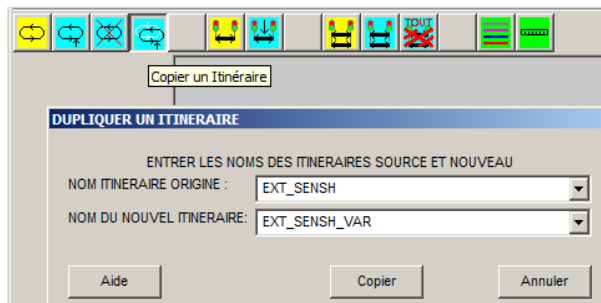 TOUT
Copier un Itinéraire
DUPLIQUER UN ITINERAIRE
ENTRER LES NOMS DES ITINERAIRES SOURCE ET NOUVEAU
NOM ITINERAIRE ORIGINE : EXT_SENSH
NOM DU NOUVEL ITINERAIRE: EXT_SENSH_VAR
Aide Copier Annuler